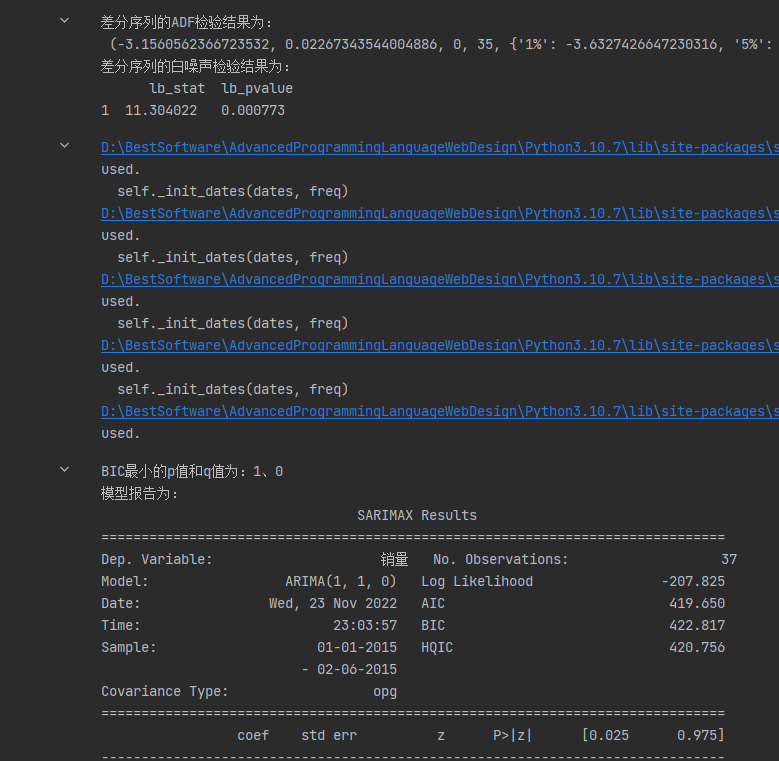 差分序列的ADF检验结果为:
(-3.1560562366723532, 0.02267343544004886, 0, 35, {'1%': -3.6327426647230316, '5%':
差分序列的白噪声检验结果为:
lb_stat lb_pvalue
1 11.304022 0.000773
D:\BestSoftware\AdvancedProgrammingLanguageWebDesign\Python3.10.7\lib\site-packages\s
used.
self._init_dates(dates, freq)
D:\BestSoftware\AdvancedProgrammingLanguageWebDesign\Python3.10.7\lib\site-packages\s
used.
self._init_dates(dates, freq)
D:\BestSoftware\AdvancedProgrammingLanguageWebDesign\Python3.10.7\lib\site-packages\s
used.
self._init_dates(dates, freq)
D:\BestSoftware\AdvancedProgrammingLanguageWebDesign\Python3.10.7\lib\site-packages\s
used.
self._init_dates(dates, freq)
D:\BestSoftware\AdvancedProgrammingLanguageWebDesign\Python3.10.7\lib\site-packages\s
used.
BIC最小的p值和q值为: 1、0
模型报告为:
SARIMAX Results
==============================================================================
Dep. Variable: 销量 No. Observations: 37
Model: ARIMA(1, 1, 0) Log Likelihood -207.825
Date: Wed, 23 Nov 2022 AIC 419.650
Time: 23:03:57 BIC 422.817
Sample: 01-01-2015 HQIC 420.756
- 02-06-2015
Covariance Type: opg
==============================================================================
coef std err z P>|z| [0.025 0.975]
------------------------------------------------------------------------------